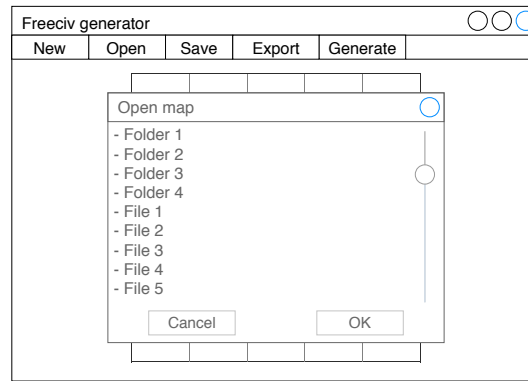 Freeciv generator
New Open Save Export Generate
Open map
- Folder 1
- Folder 2
- Folder 3
- Folder 4
- File 1
- File 2
- File 3
- File 4
- File 5
Cancel OK